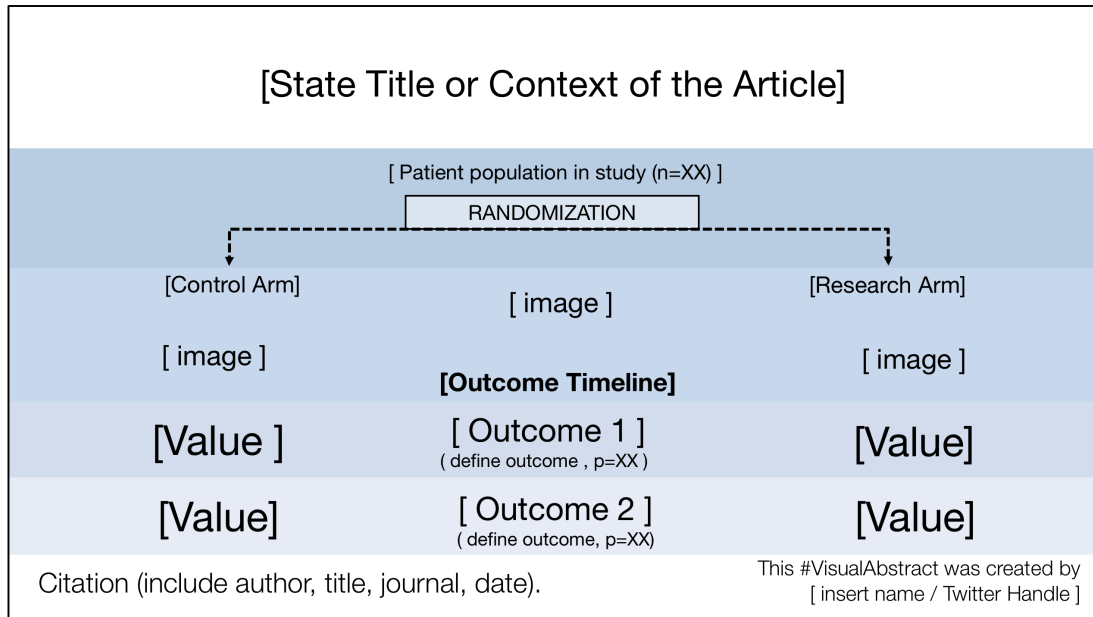 [State Title or Context of the Article]
[ Patient population in study (n=XX) ]
RANDOMIZATION
[Control Arm]
[ image ]
[Research Arm]
[ image ]
[ image ]
[Outcome Timeline]
[Value ]
[ Outcome 1 ]
( define outcome , p=XX )
[Value]
[Value]
[ Outcome 2 ]
( define outcome, p=XX)
[Value]
Citation (include author, title, journal, date).
This #VisualAbstract was created by
[ insert name / Twitter Handle ]